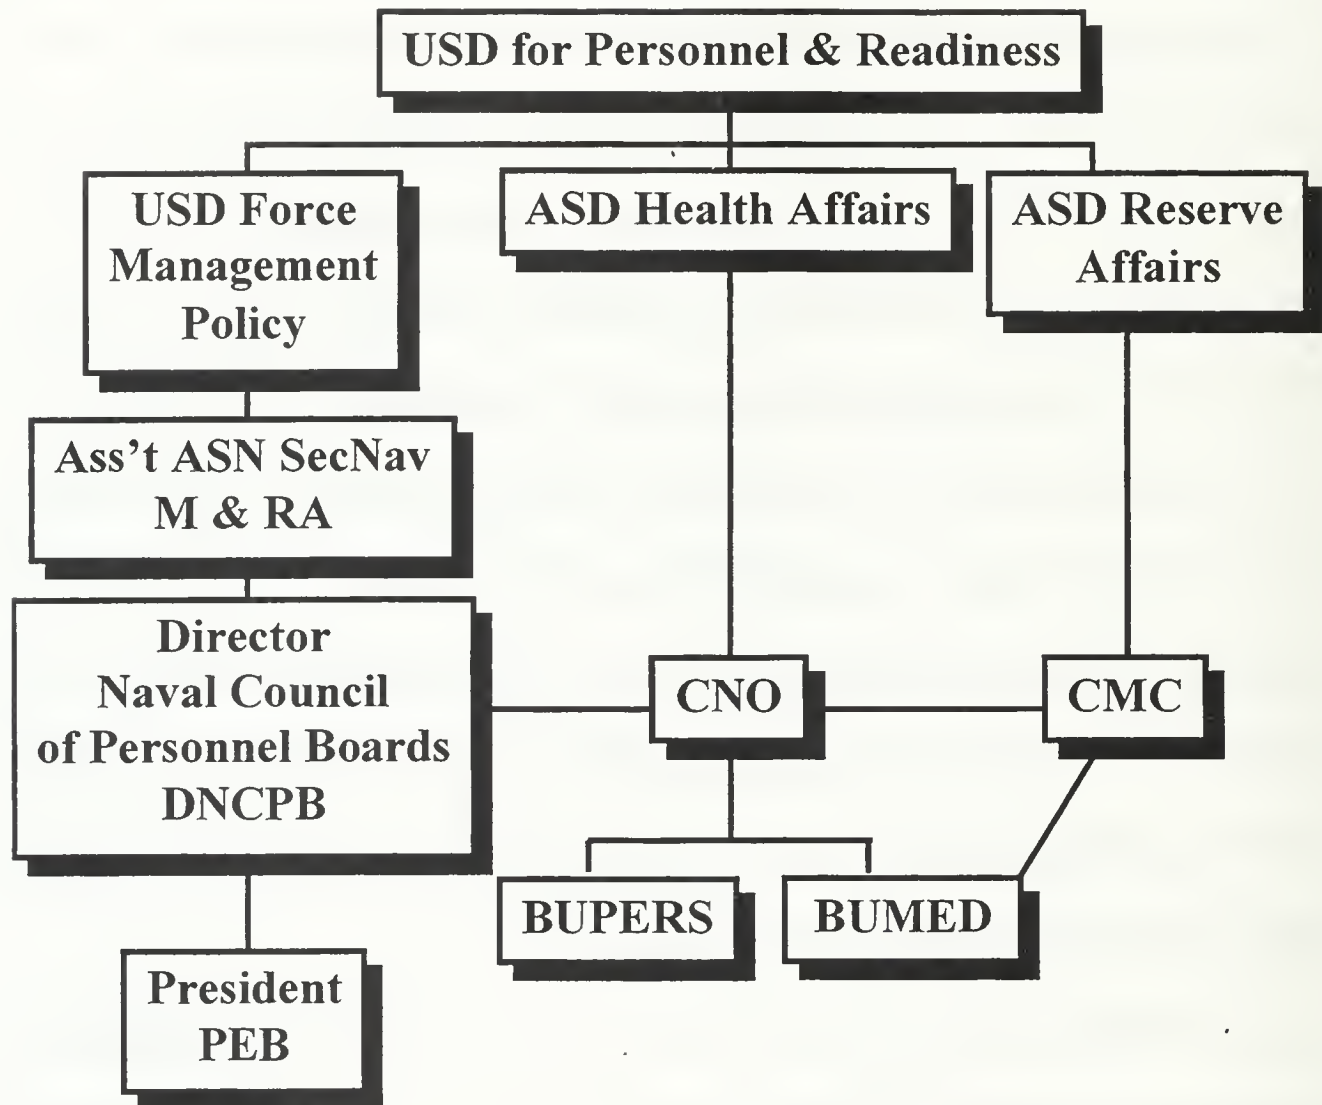 USD for Personnel & Readiness
USD Force
Management
Policy
ASD Health Affairs
ASD Reserve
Affairs
Ass't ASN SecNav
M & RA
Director
Naval Council
of Personnel Boards
DNCPB
CNO
CMC
BUPERS
BUMED
President
PEB